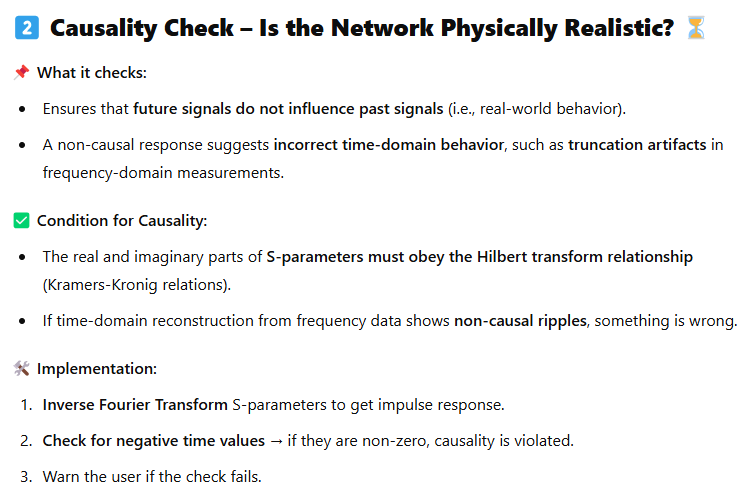 2 Causality Check – Is the Network Physically Realistic? ⏳
📌 What it checks:
• Ensures that future signals do not influence past signals (i.e., real-world behavior).
• A non-causal response suggests incorrect time-domain behavior, such as truncation artifacts in
frequency-domain measurements.
✅ Condition for Causality:
• The real and imaginary parts of S-parameters must obey the Hilbert transform relationship
(Kramers-Kronig relations).
• If time-domain reconstruction from frequency data shows non-causal ripples, something is wrong.
🛠 Implementation:
1. Inverse Fourier Transform S-parameters to get impulse response.
2. Check for negative time values → if they are non-zero, causality is violated.
3. Warn the user if the check fails.